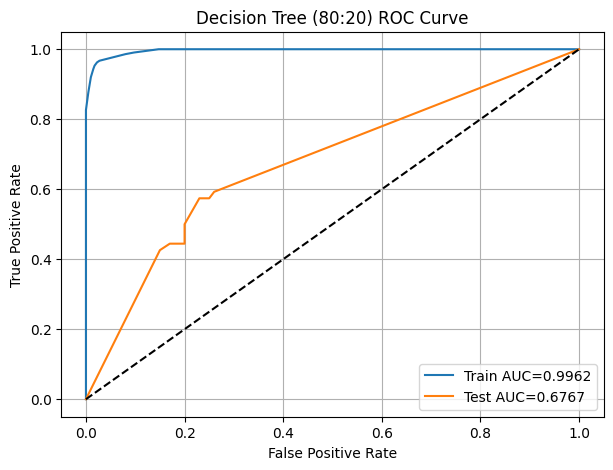 Decision Tree (80:20) ROC Curve
True Positive Rate
1.0
0.8
0.6
0.4
0.2
0.0
0.0 0.2 0.4 0.6 0.8 1.0
False Positive Rate
Train AUC=0.9962
Test AUC=0.6767